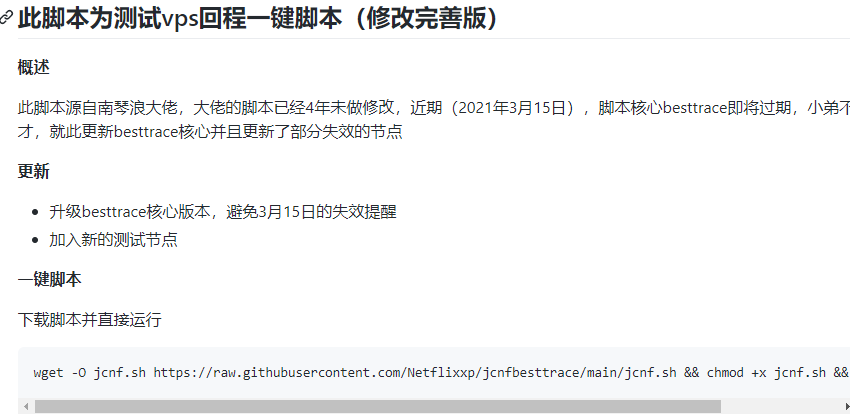 此脚本为测试vps回程一键脚本（修改完善版）
概述
此脚本源自南琴浪大佬，大佬的脚本已经4年未做修改，近期（2021年3月15日）, 脚本核心besttrace即将过期，小弟不
才，就此更新besttrace核心并且更新了部分失效的节点
更新
升级besttrace核心版本，避免3月15日的失效提醒
加入新的测试节点
一键脚本
下载脚本并直接运行
wget -O jcnf.sh https://raw.githubusercontent.com/Netflixxp/jcnfbesttrace/main/jcnf.sh && chmod +x jcnf.sh &&